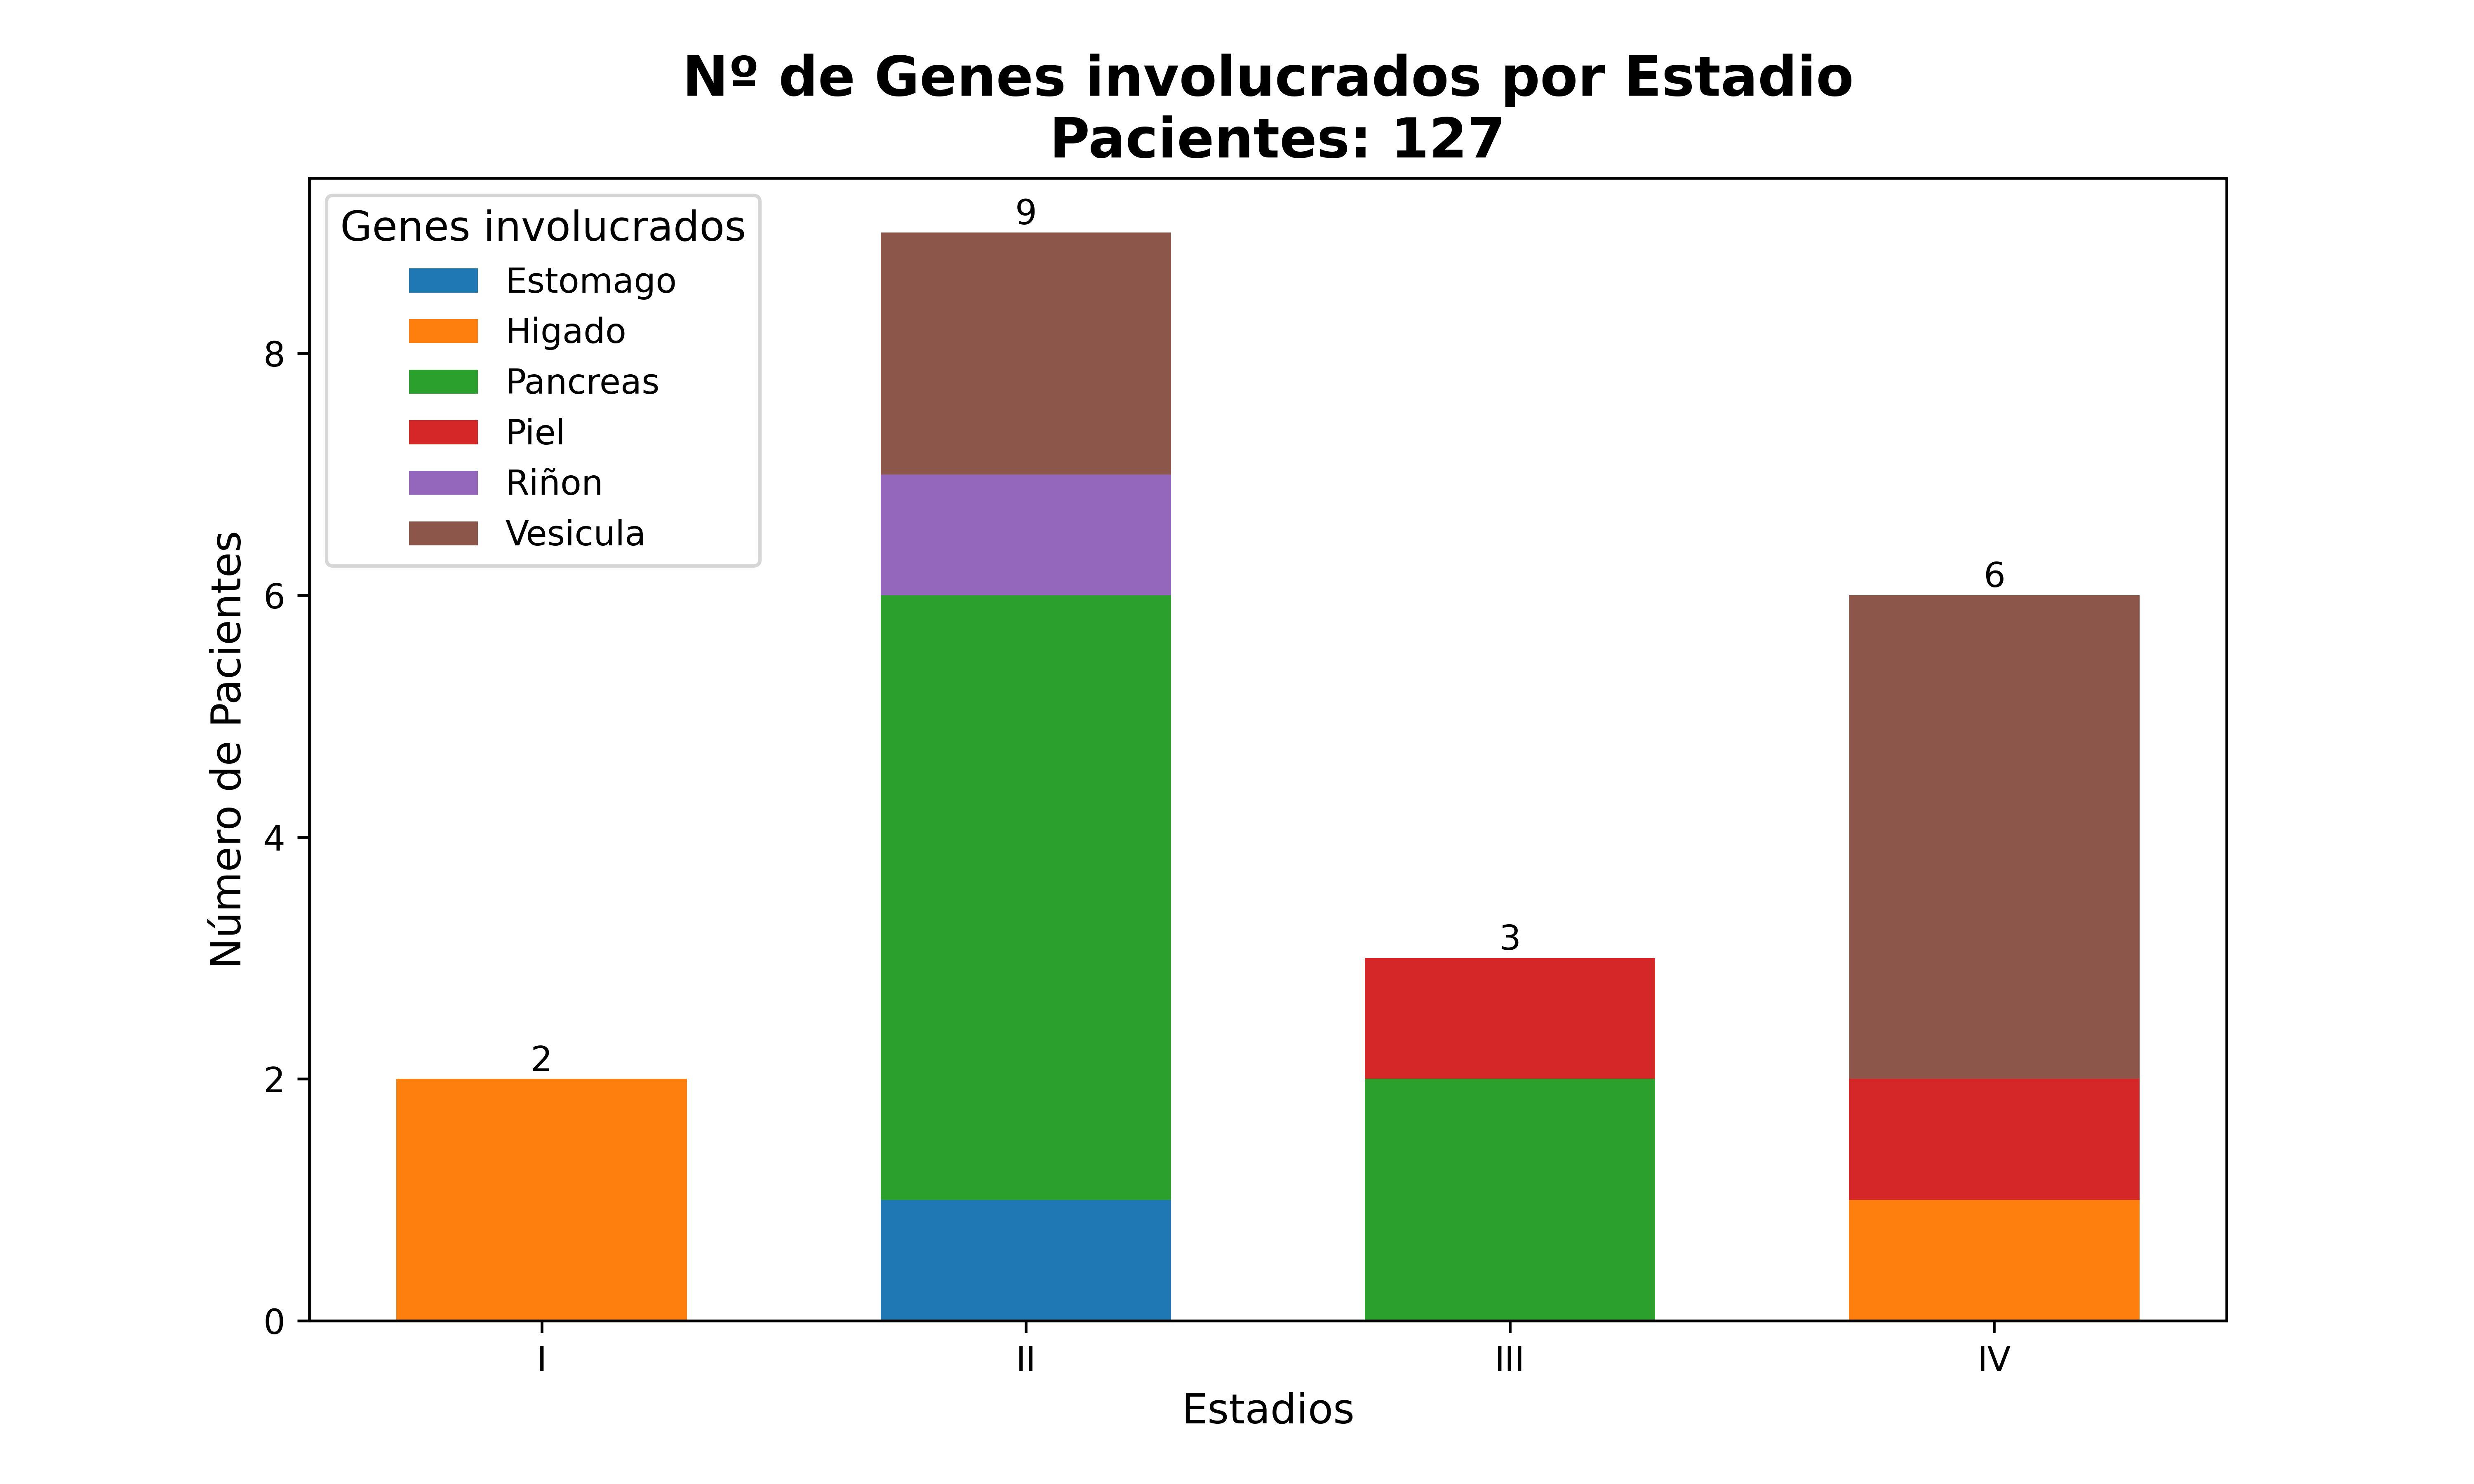 Nº de Genes involucrados por Estadio
Pacientes: 127
Genes involucrados
Estomago
Higado
Pancreas
Piel
Riñon
Vesicula
Número de Pacientes
8
6
4
2
0
2
9
3
6
I
II
III
IV
Estadios